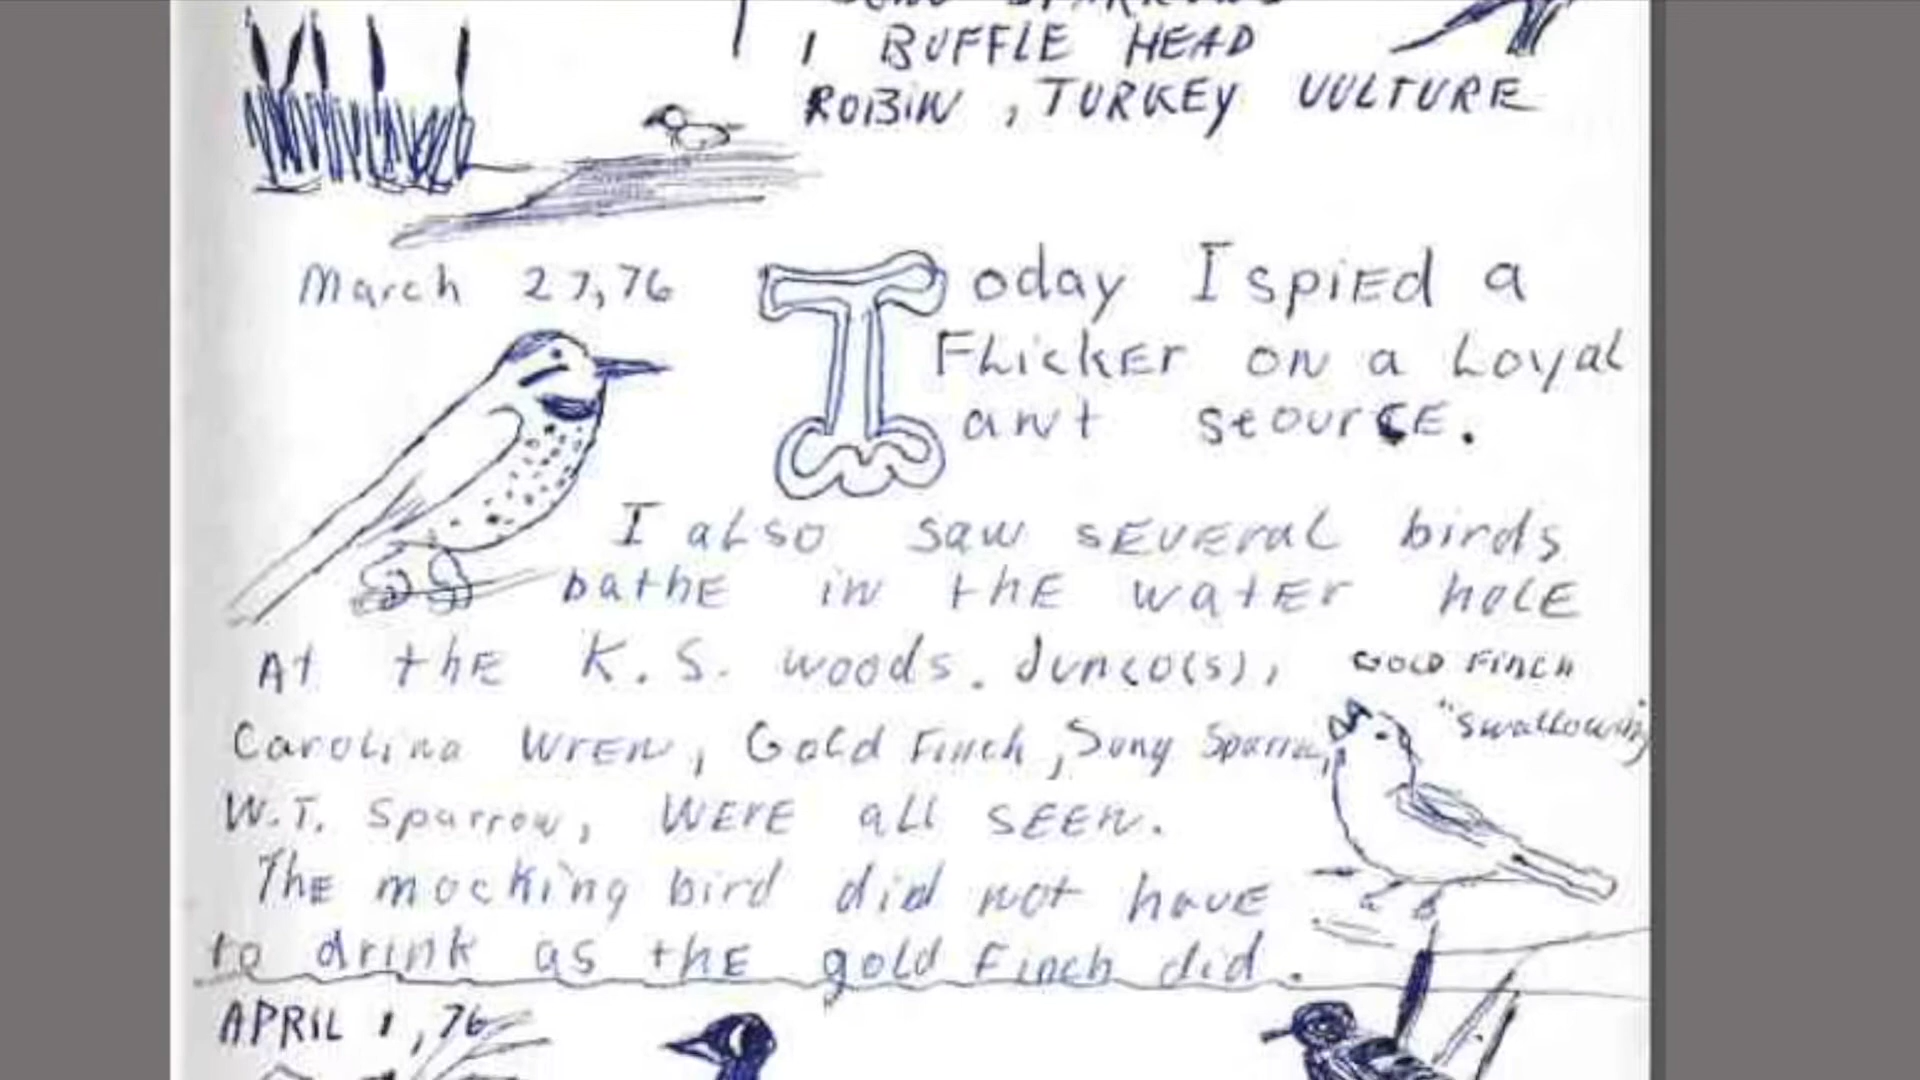 1 BUFFLE HEAD
ROBIN, TURKEY VULTURE
March 27, 76
Today I spied a
Flicker on a Loyal
ant
I also saw several birds
bathe in the water hole
At the K.S. woods. Junco(s),
Carolina Wren, Gold Finch, Song Sparrow,
W.T. Sparrow, were all seen.
The mocking bird did not have
to drink as the gold Finch did.
GOLD FINCH
"Swallowing
APRIL 1, 76